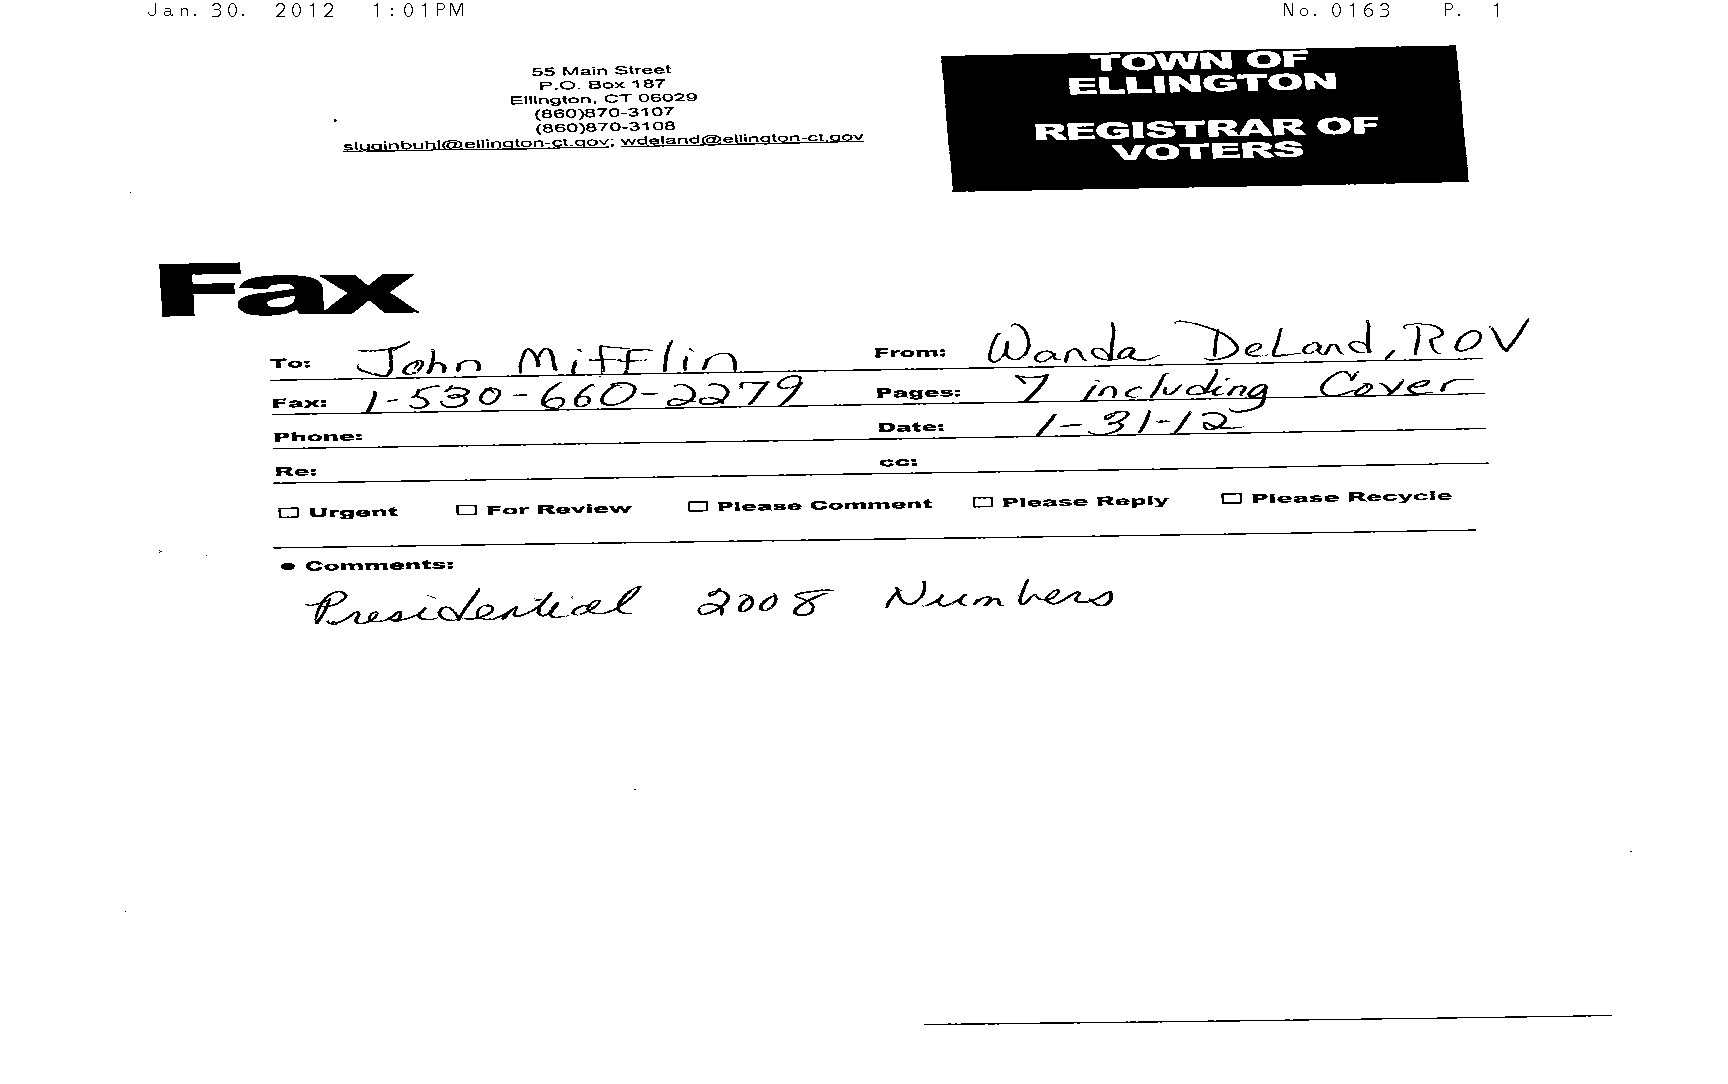 Jan. 30. 2012 1:01PM No. 0163 P. 1
55 Main Street
P.O. Box 187
Ellington, CT 06029
(860)870-3107
(860)870-3108
sluginbuhl@ellington-ct.gov; wdeland@ellington-ct.gov
TOWN OF
ELLINGTON
REGISTRAR OF
VOTERS
Fax
To: John Mifflin From: Wanda DeLand, ROV
Fax: 1-530-660-2279 Pages: 7 including Cover
Phone: Date: 1-31-12
Re: cc:
☐ Urgent ☐ For Review ☐ Please Comment ☐ Please Reply ☐ Please Recycle
● Comments:
Presidential 2008 Numbers